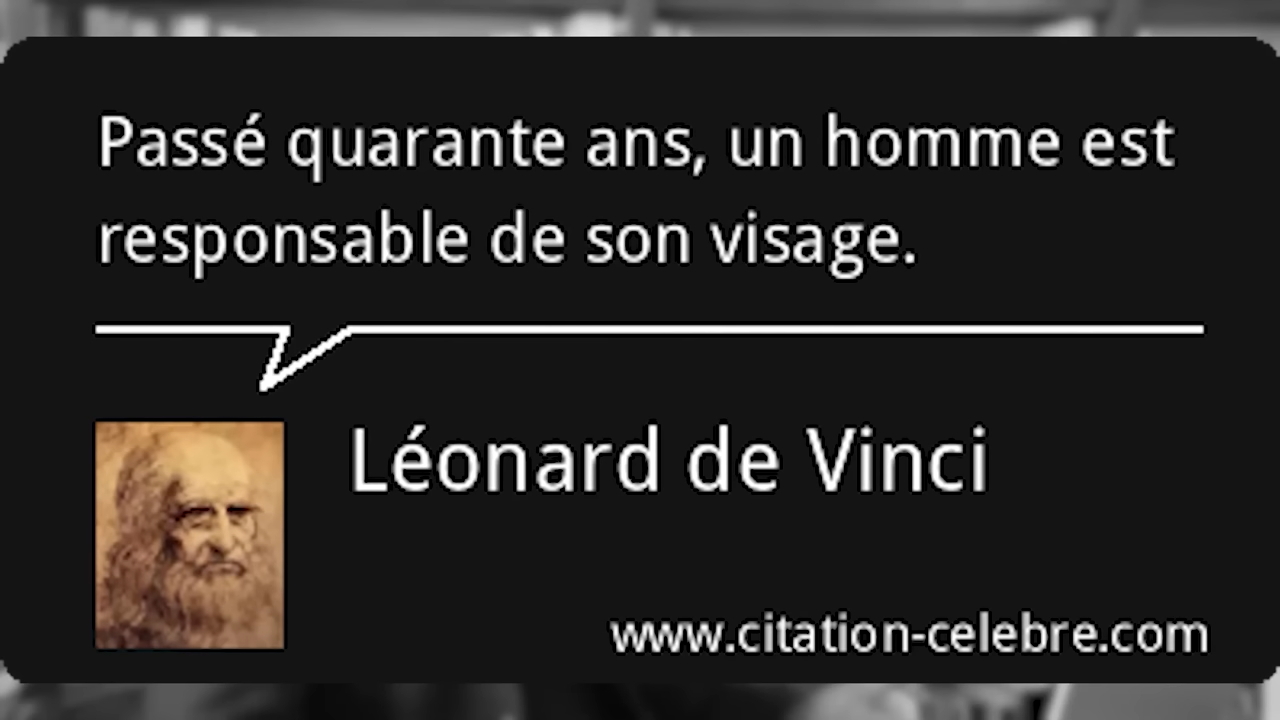 Passé quarante ans, un homme est
responsable de son visage.
Léonard de Vinci
www.citation-celebre.com